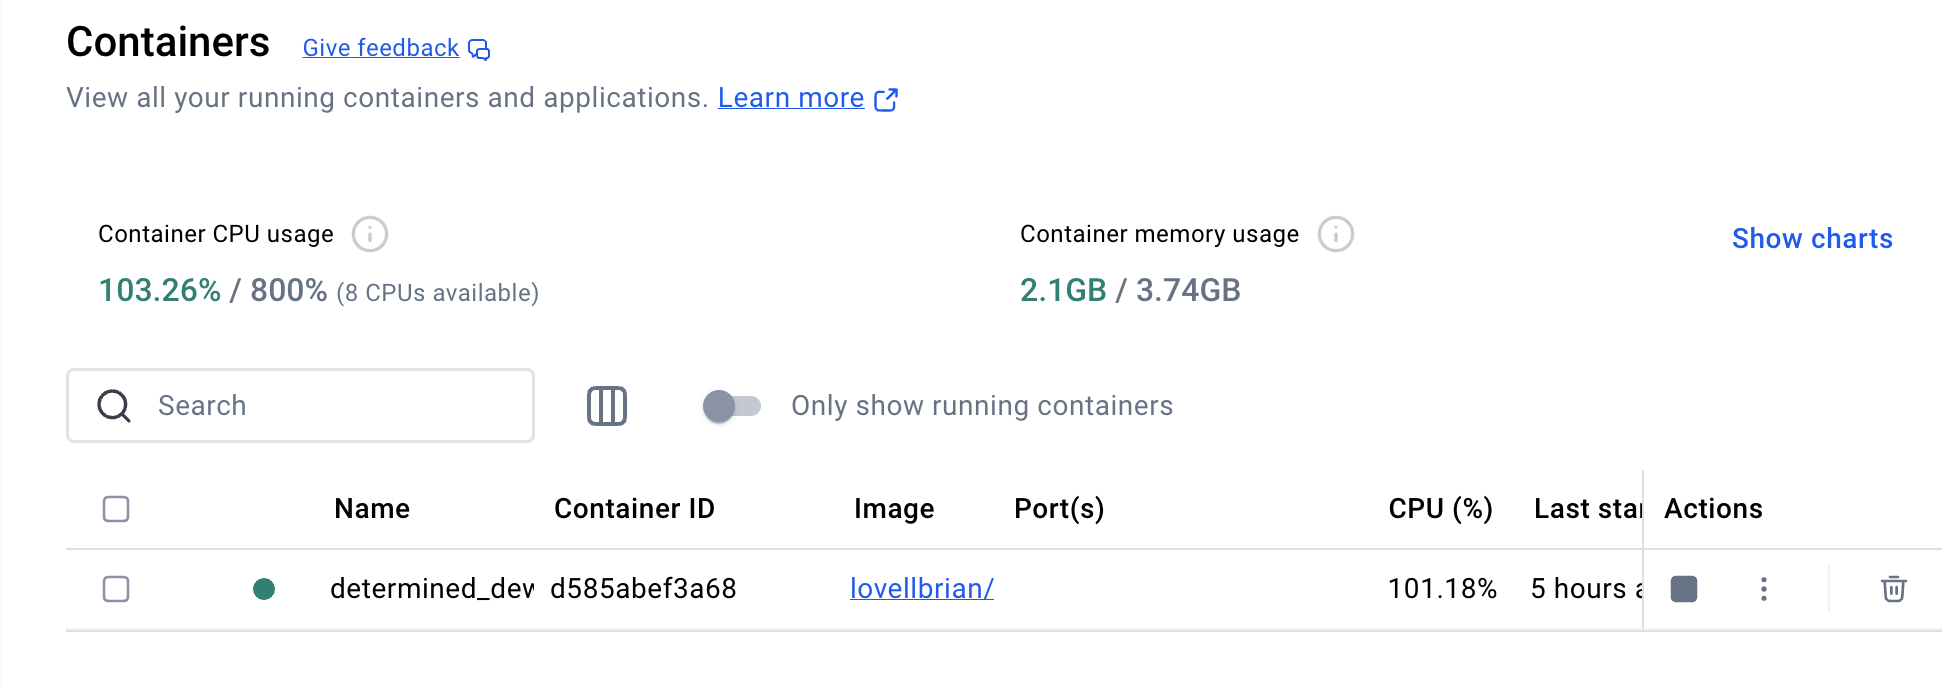 Containers Give feedback
View all your running containers and applications. Learn more
Container CPU usage
103.26% / 800% (8 CPUs available)
Container memory usage
2.1GB / 3.74GB
Show charts
Search
Only show running containers
Name Container ID Image Port(s) CPU (%) Last star Actions
determined_dew d585abef3a68 lovellbrian/ 101.18% 5 hours a